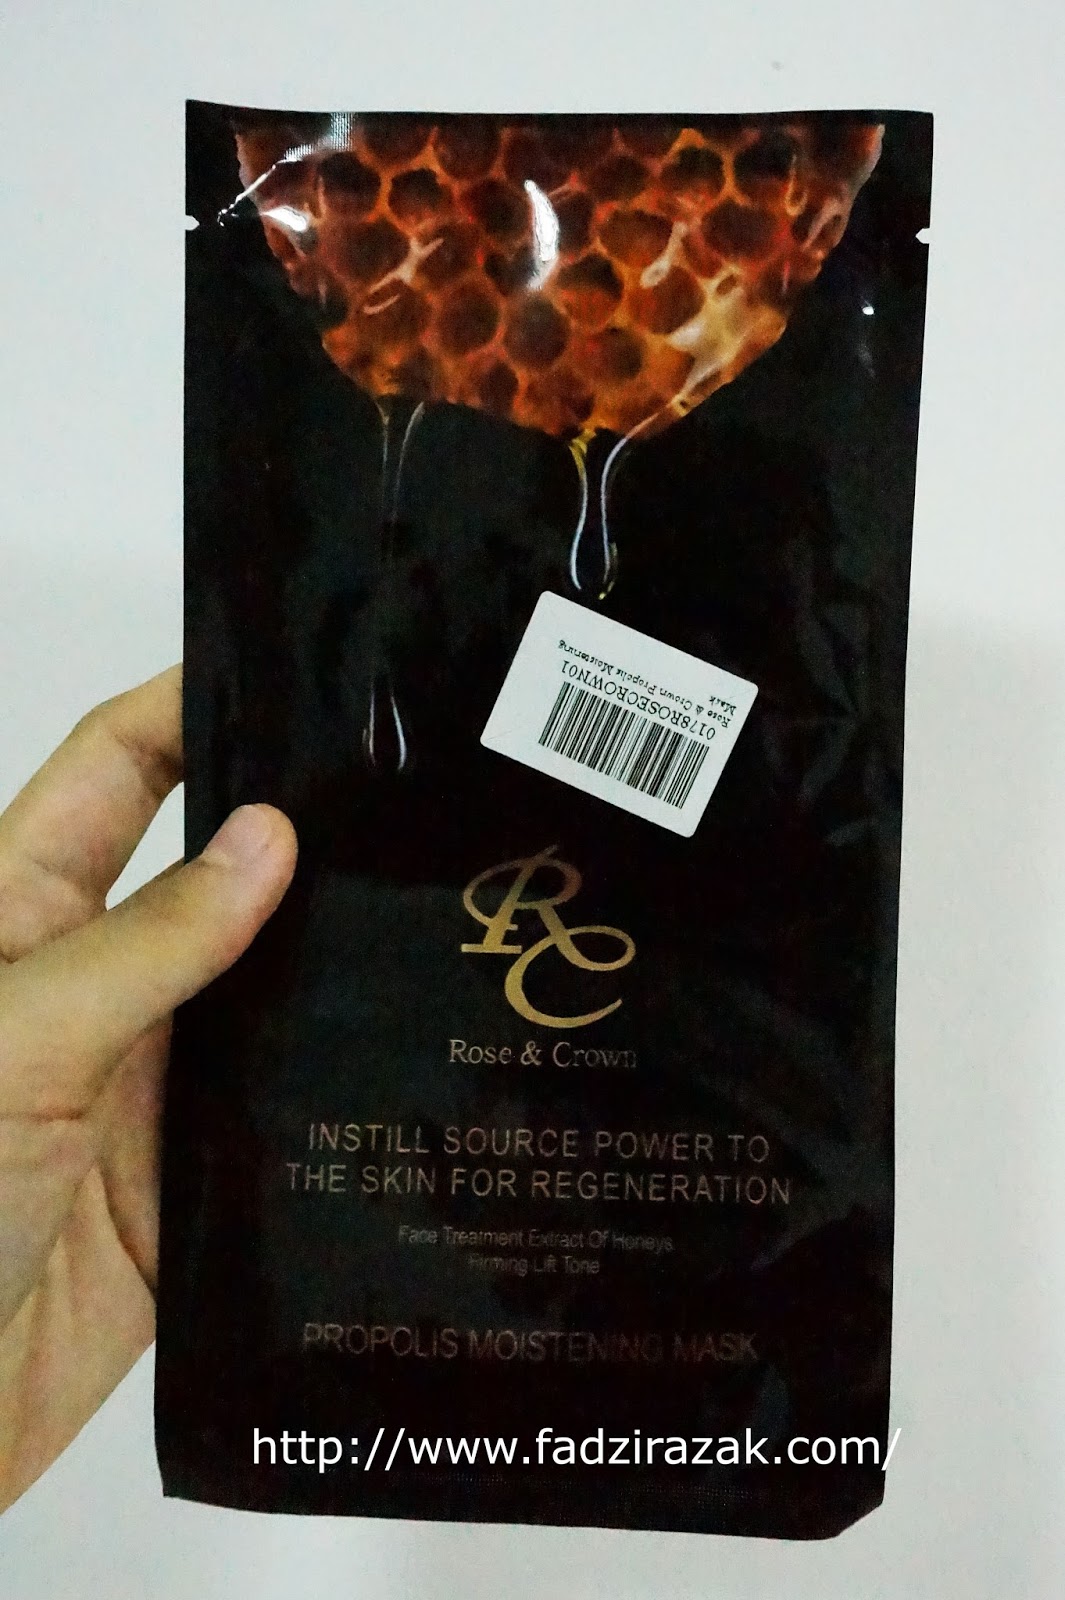 0178ROSECROWN01
Rose & Crown Propolis Moistening
Mask
RC
Rose & Crown
INSTILL SOURCE POWER TO
THE SKIN FOR REGENERATION
Face Treatment Extract Of Honeys
Firming Lift Tone
PROPOLIS MOISTENING MASK
http://www.fadzirazak.com/